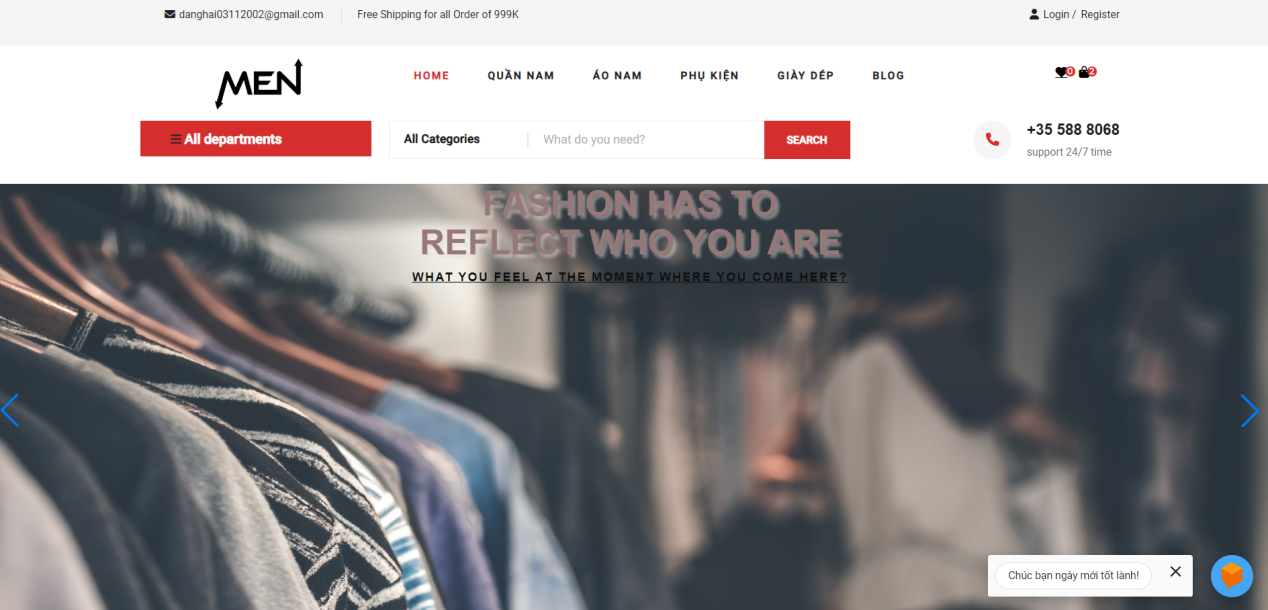 danghai03112002@gmail.com
Free Shipping for all Order of 999K
Login / Register
MEN
HOME
QUẦN NAM
ÁO NAM
PHỤ KIỆN
GIÀY DÉP
BLOG
0
2
All departments
All Categories
What do you need?
SEARCH
+35 588 8068
support 24/7 time
FASHION HAS TO
REFLECT WHO YOU ARE
WHAT YOU FEEL AT THE MOMENT WHERE YOU COME HERE?
Chúc bạn ngày mới tốt lành!